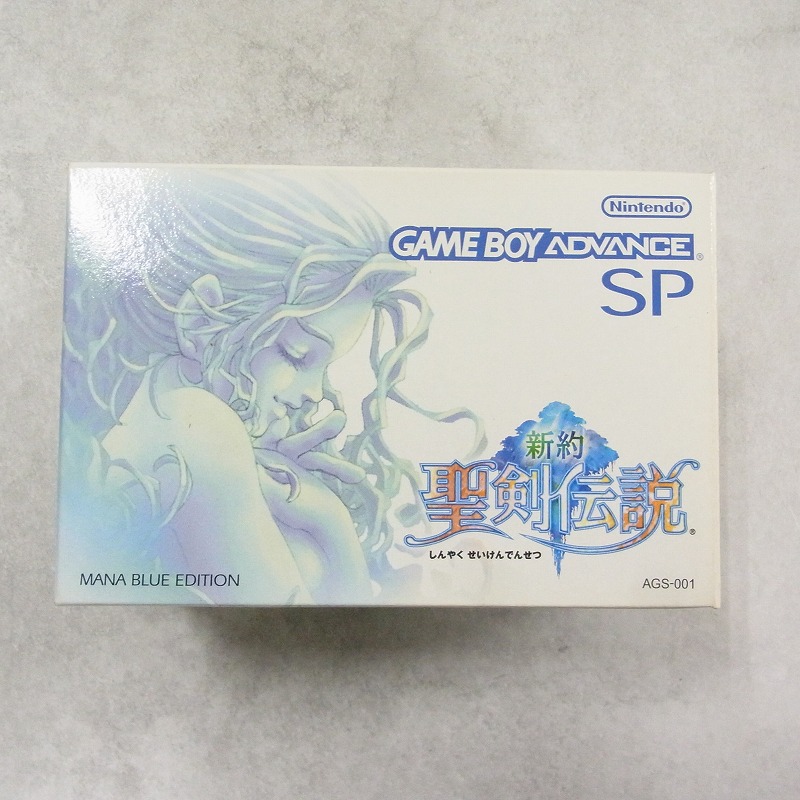 Nintendo®
GAME BOY ADVANCE®
SP
新約
聖剣伝説®
しんやく せいけんでんせつ
MANA BLUE EDITION
AGS-001